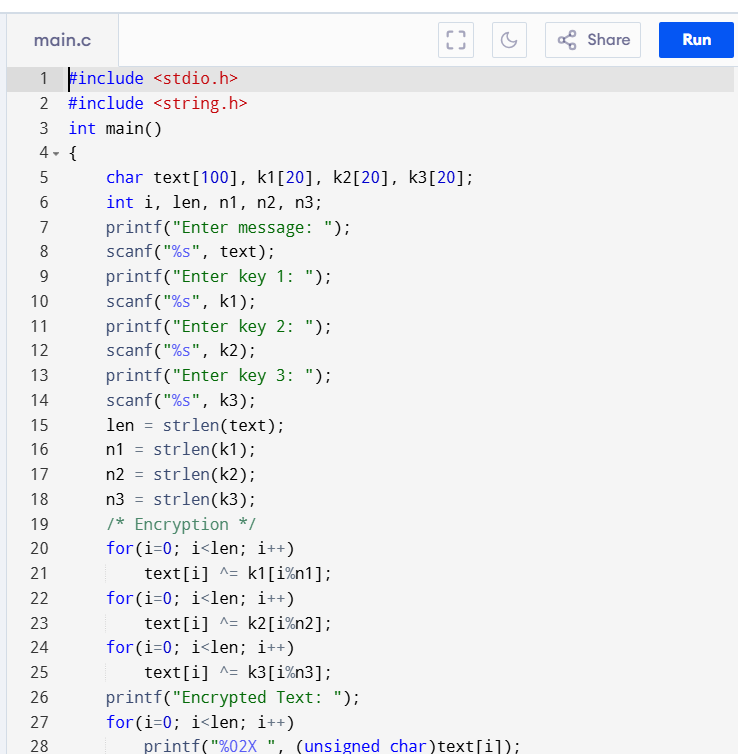 main.c
Share
Run
1 #include <stdio.h>
2 #include <string.h>
3 int main()
4 {
5 char text[100], k1[20], k2[20], k3[20];
6 int i, len, n1, n2, n3;
7 printf("Enter message: ");
8 scanf("%s", text);
9 printf("Enter key 1: ");
10 scanf("%s", k1);
11 printf("Enter key 2: ");
12 scanf("%s", k2);
13 printf("Enter key 3: ");
14 scanf("%s", k3);
15 len = strlen(text);
16 n1 = strlen(k1);
17 n2 = strlen(k2);
18 n3 = strlen(k3);
19 /* Encryption */
20 for(i=0; i<len; i++)
21 text[i] ^= k1[i%n1];
22 for(i=0; i<len; i++)
23 text[i] ^= k2[i%n2];
24 for(i=0; i<len; i++)
25 text[i] ^= k3[i%n3];
26 printf("Encrypted Text: ");
27 for(i=0; i<len; i++)
28 printf("%02X ", (unsigned char)text[i]);